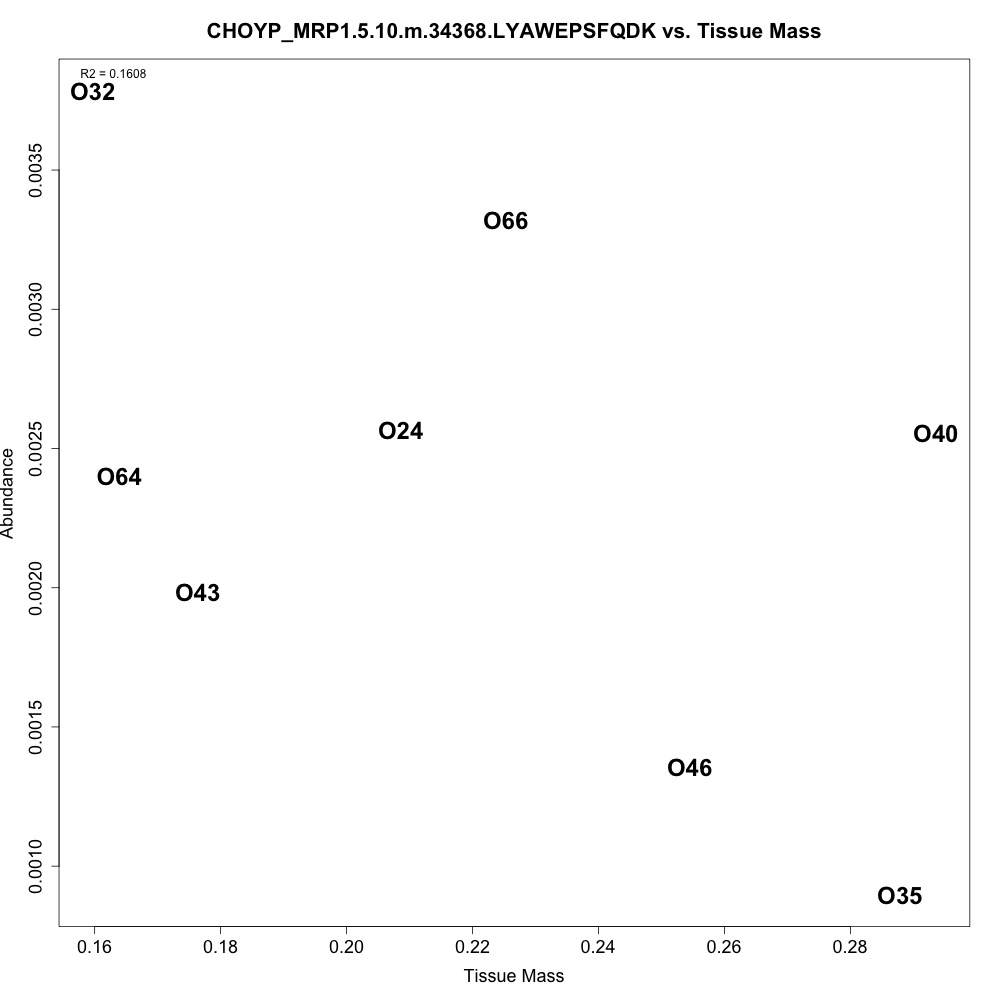 CHOYP_MRP1.5.10.m.34368.LYAWEPSFQDK vs. Tissue Mass
R2 = 0.1608
O32
O66
O24
O40
O64
O43
O46
O35
Abundance
0.0035
0.0030
0.0025
0.0020
0.0015
0.0010
0.16 0.18 0.20 0.22 0.24 0.26 0.28
Tissue Mass